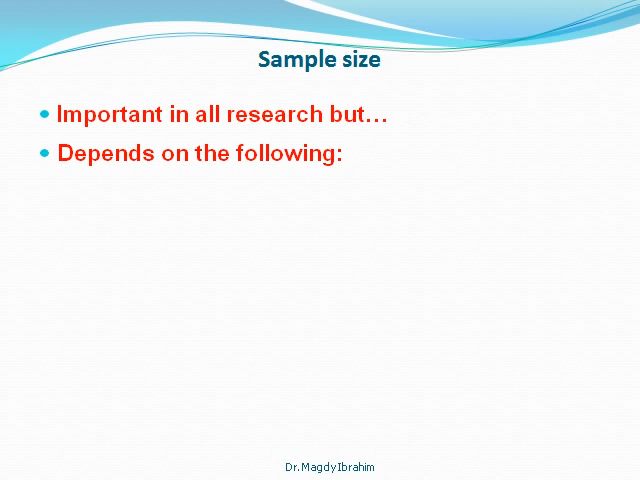 Sample size
Important in all research but…
Depends on the following:
Dr. Magdy Ibrahim